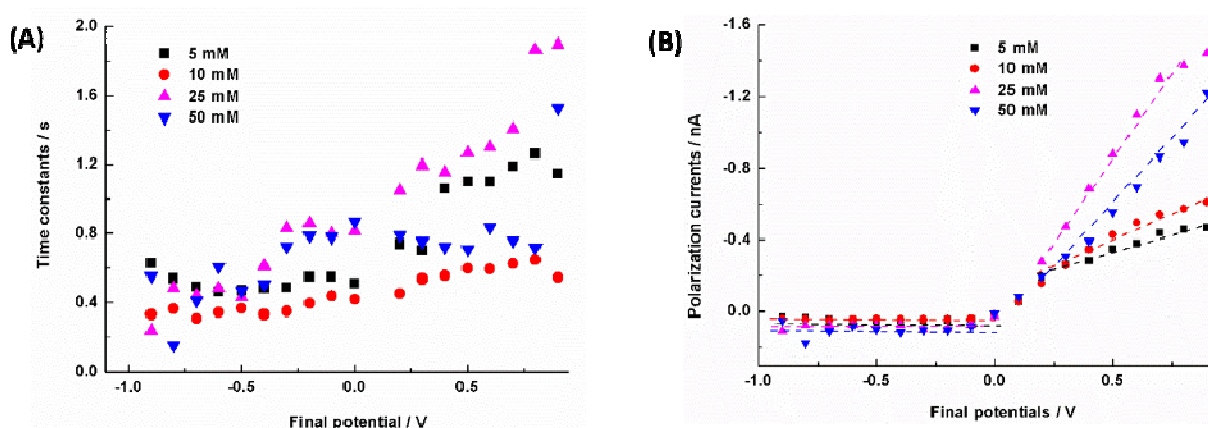 (A)
2.0
1.6
1.2
0.8
0.4
0.0
Time constants / s
5 mM
10 mM
25 mM
50 mM
-1.0
-0.5
0.0
0.5
Final potential / V
(B)
-1.6
-1.2
-0.8
-0.4
0.0
Polarization currents / nA
5 mM
10 mM
25 mM
50 mM
-1.0
-0.5
0.0
0.5
Final potentials / V